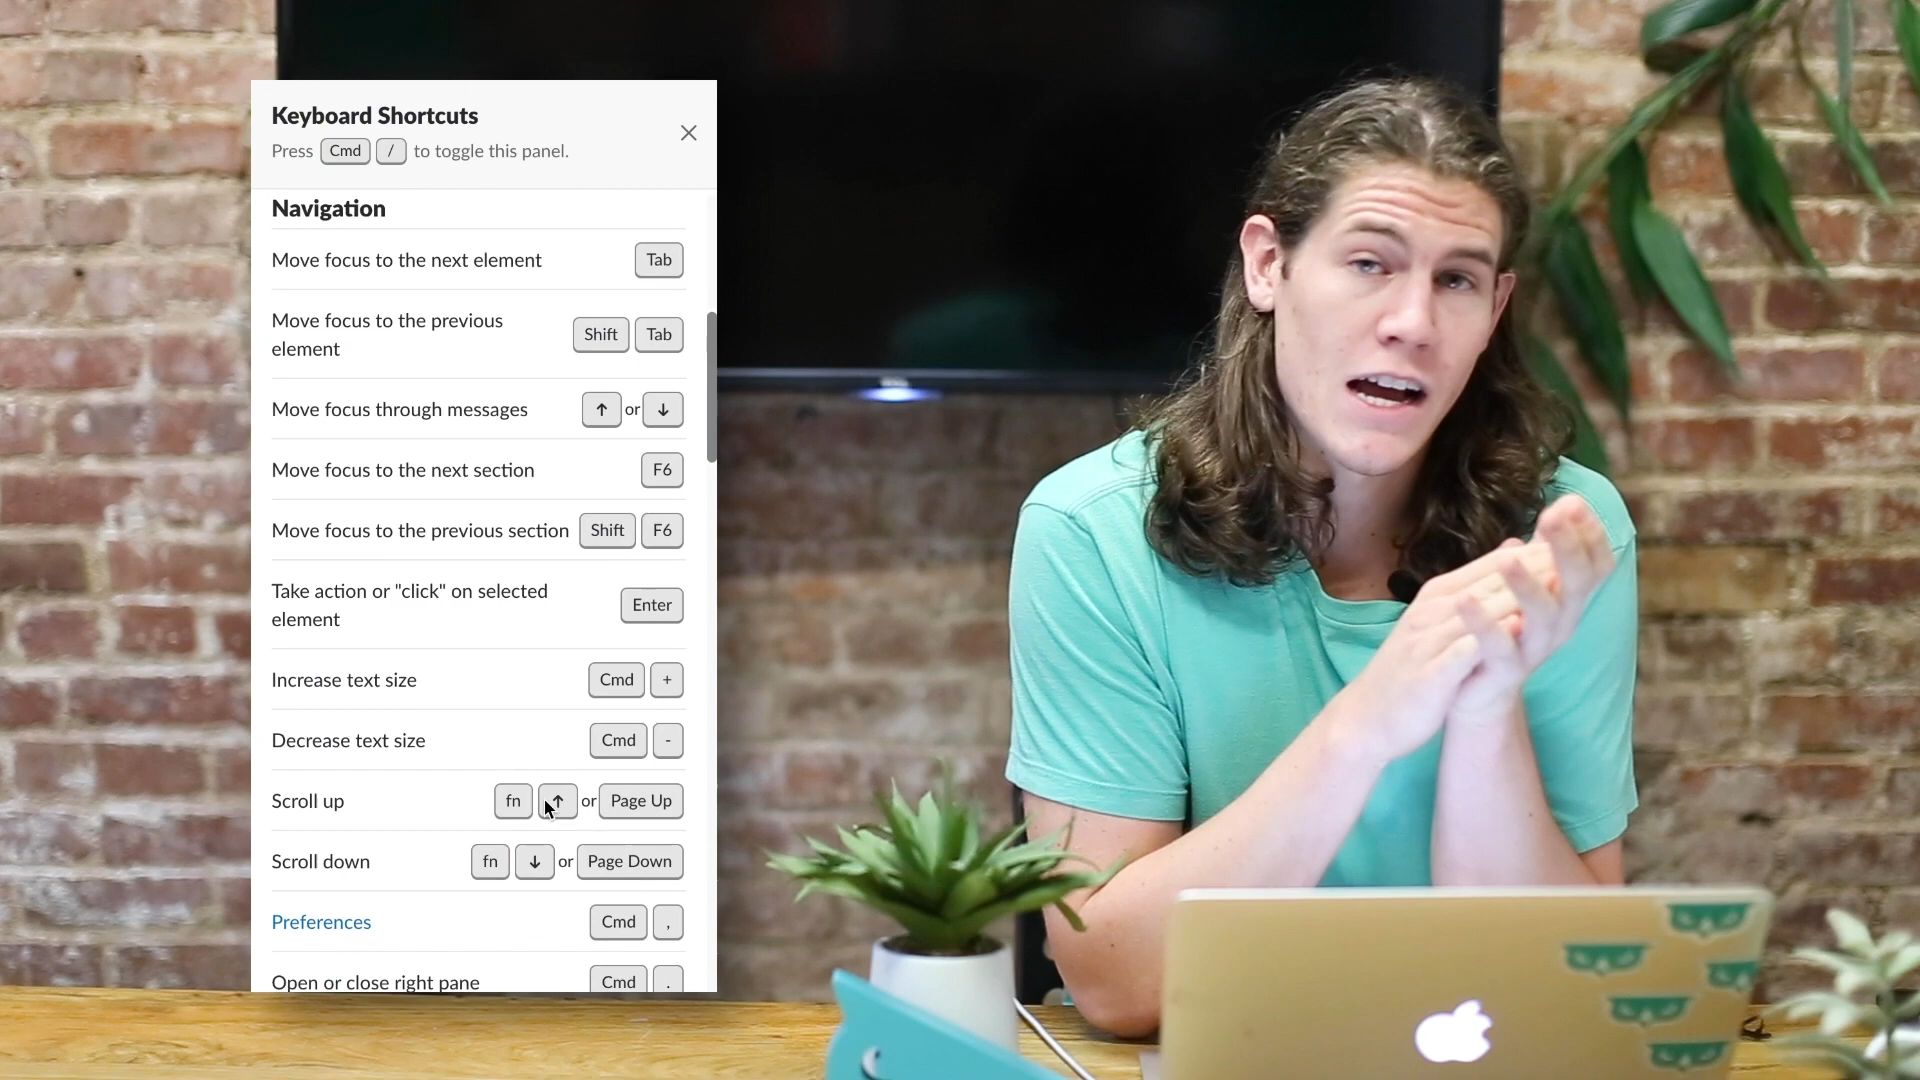 Keyboard Shortcuts
Press Cmd / to toggle this panel.
Navigation
Move focus to the next element Tab
Move focus to the previous
element Shift Tab
Move focus through messages ↑ or ↓
Move focus to the next section F6
Move focus to the previous section Shift F6
Take action or "click" on selected
element Enter
Increase text size Cmd +
Decrease text size Cmd -
Scroll up fn ↑ or Page Up
Scroll down fn ↓ or Page Down
Preferences Cmd ,
Open or close right pane Cmd .